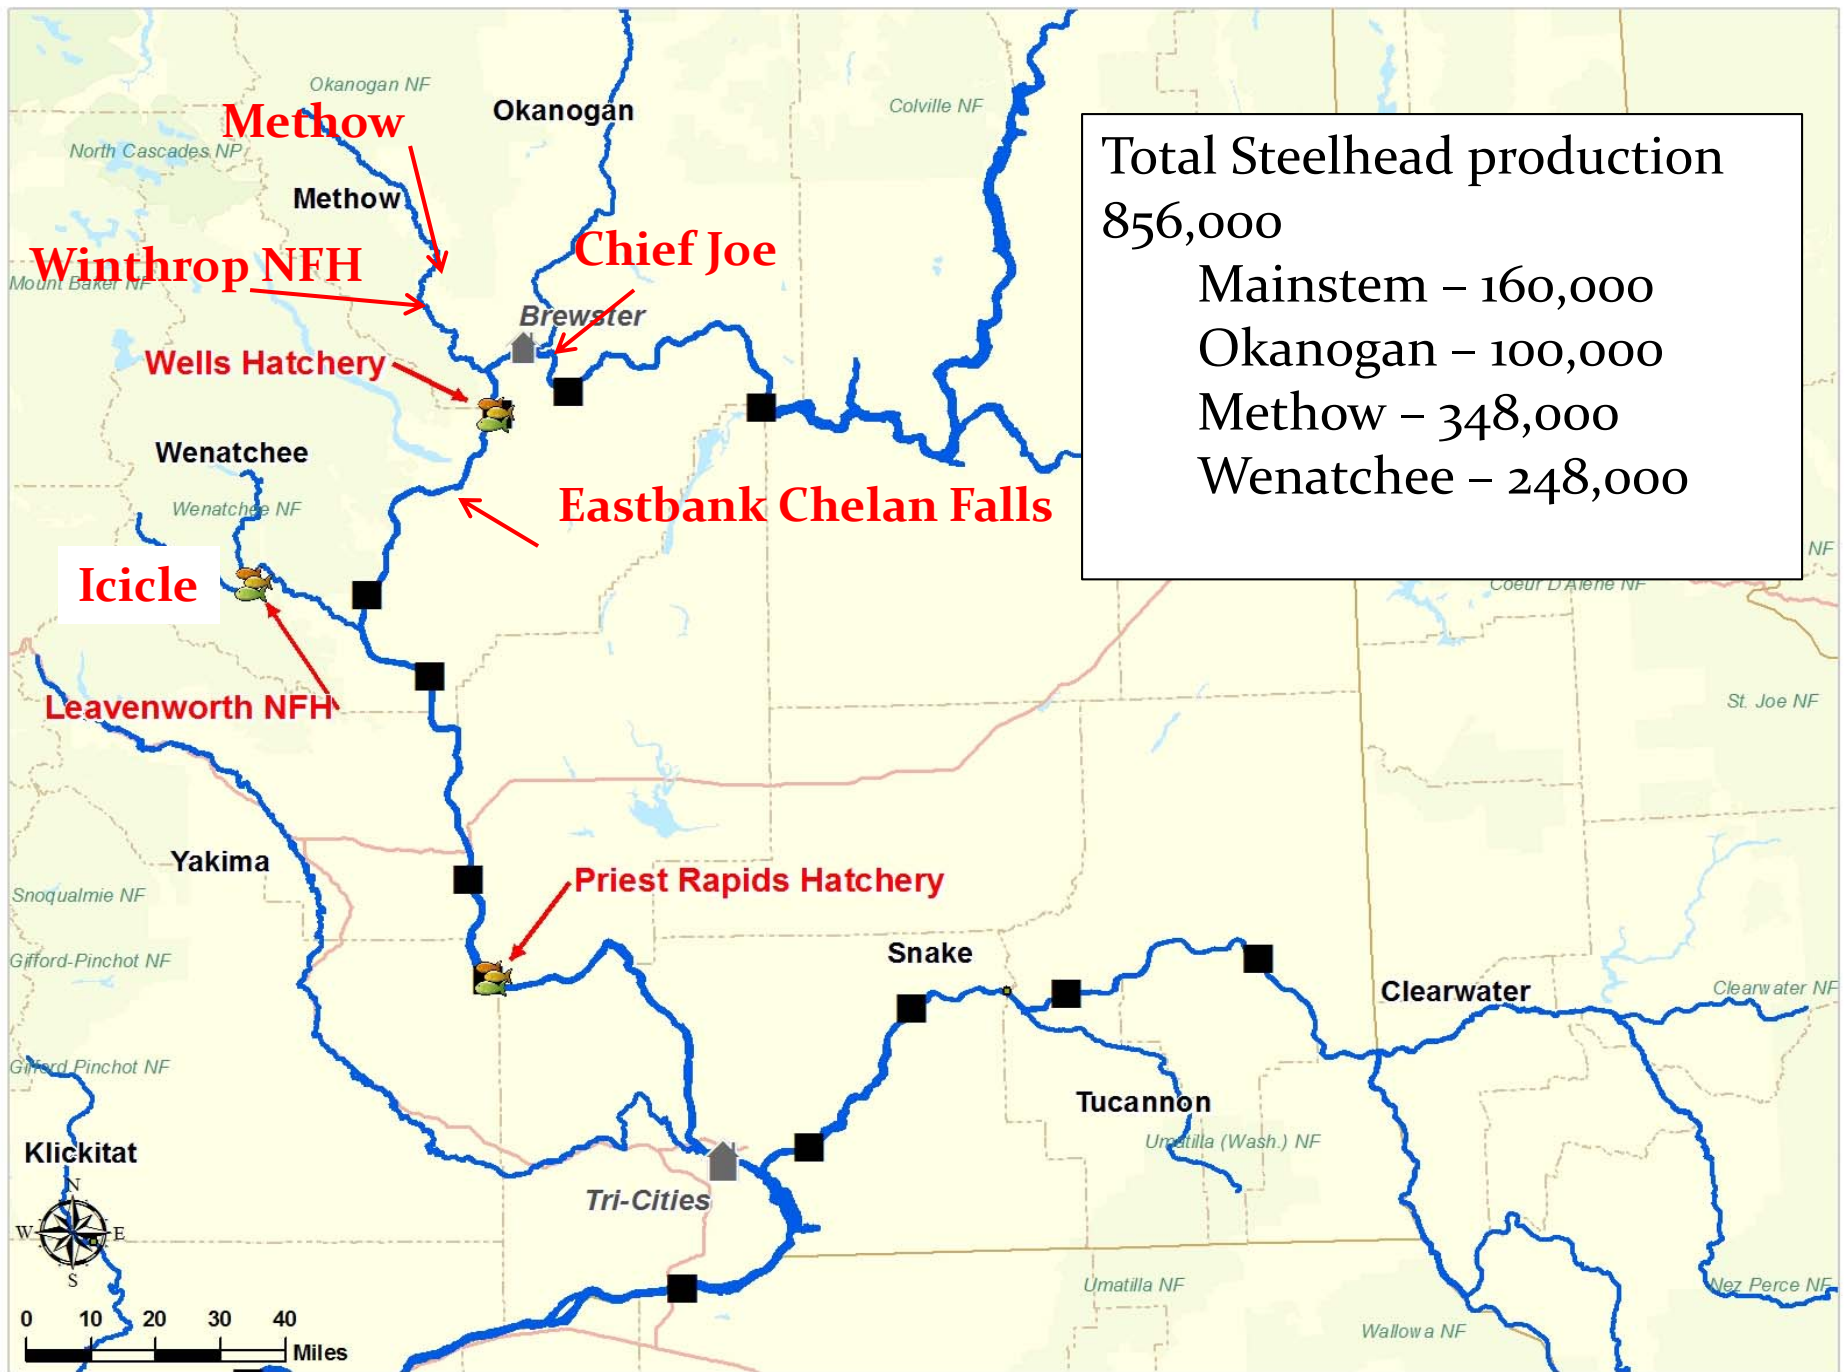 Okanogan NF
Methow
Okanogan
Colville NF
North Cascades NP
Methow
Total Steelhead production
856,000
Mainstem – 160,000
Okanogan – 100,000
Methow – 348,000
Wenatchee – 248,000
Winthrop NFH
Mount Baker NF
Chief Joe
Brewster
Wells Hatchery
Wenatchee
Wenatchee NF
Eastbank Chelan Falls
Icicle
NF
Coeur D'Alene NF
Leavenworth NFH
St. Joe NF
Yakima
Priest Rapids Hatchery
Snoqualmie NF
Gifford-Pinchot NF
Snake
Clearwater
Clearwater NF
Gifford Pinchot NF
Tucannon
Umatilla (Wash.) NF
Klickitat
N
W E
S
Tri-Cities
Umatilla NF
Nez Perce NF
Wallowa NF
0 10 20 30 40
Miles